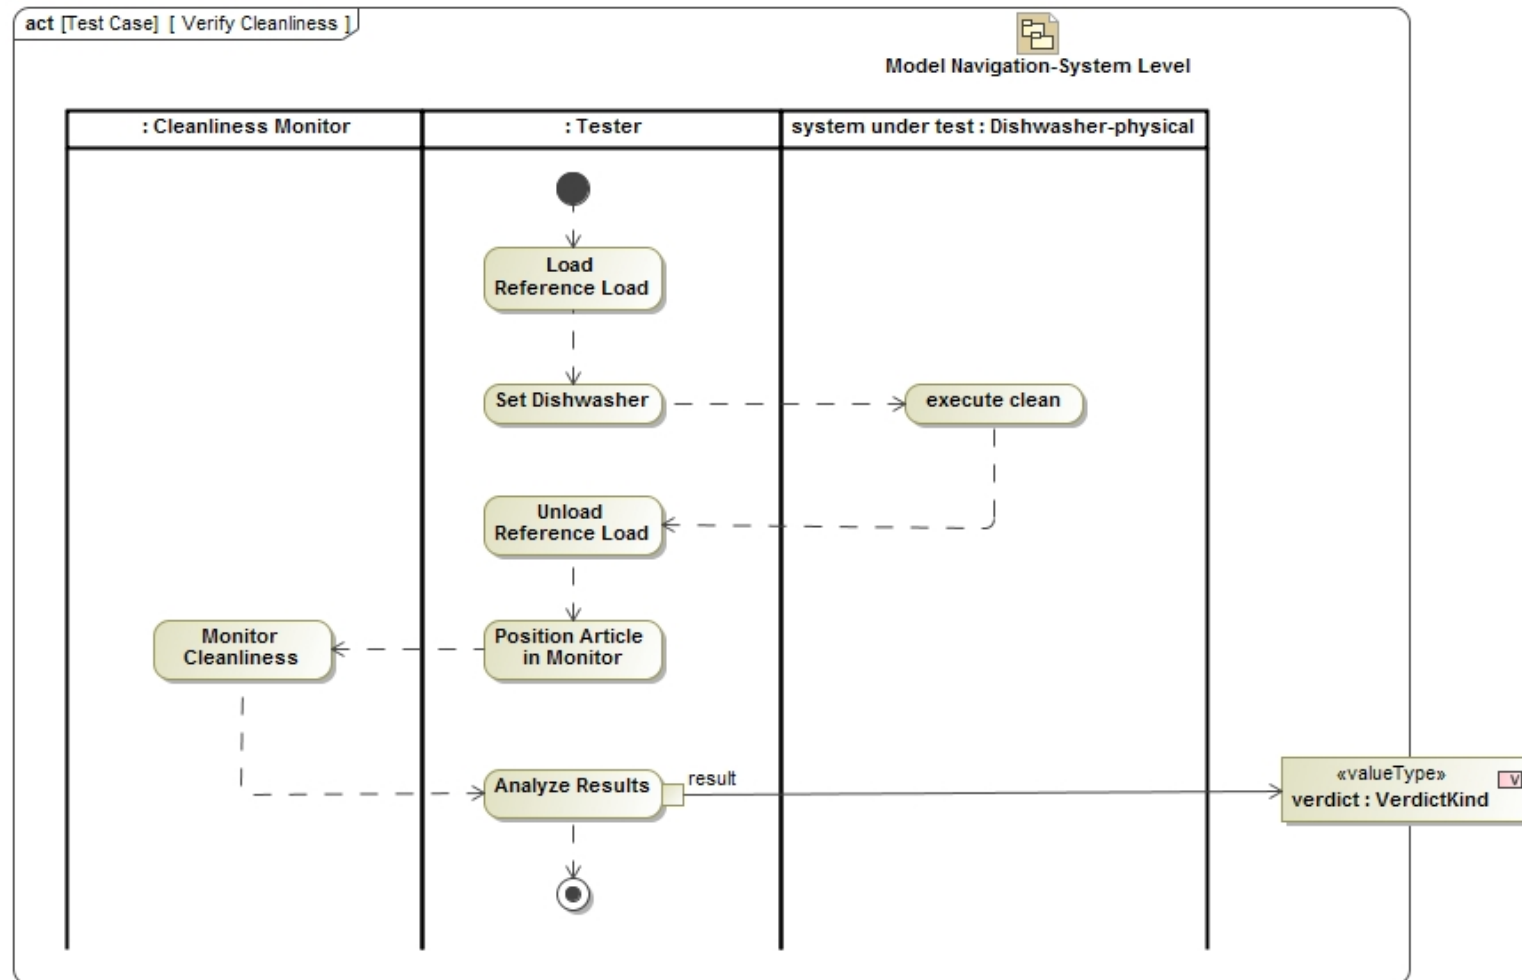 act [Test Case] [ Verify Cleanliness ]
Model Navigation-System Level
: Cleanliness Monitor
: Tester
system under test : Dishwasher-physical
Load
Reference Load
Set Dishwasher
execute clean
Unload
Reference Load
Monitor
Cleanliness
Position Article
in Monitor
Analyze Results
result
«valueType»
verdict : VerdictKind
V